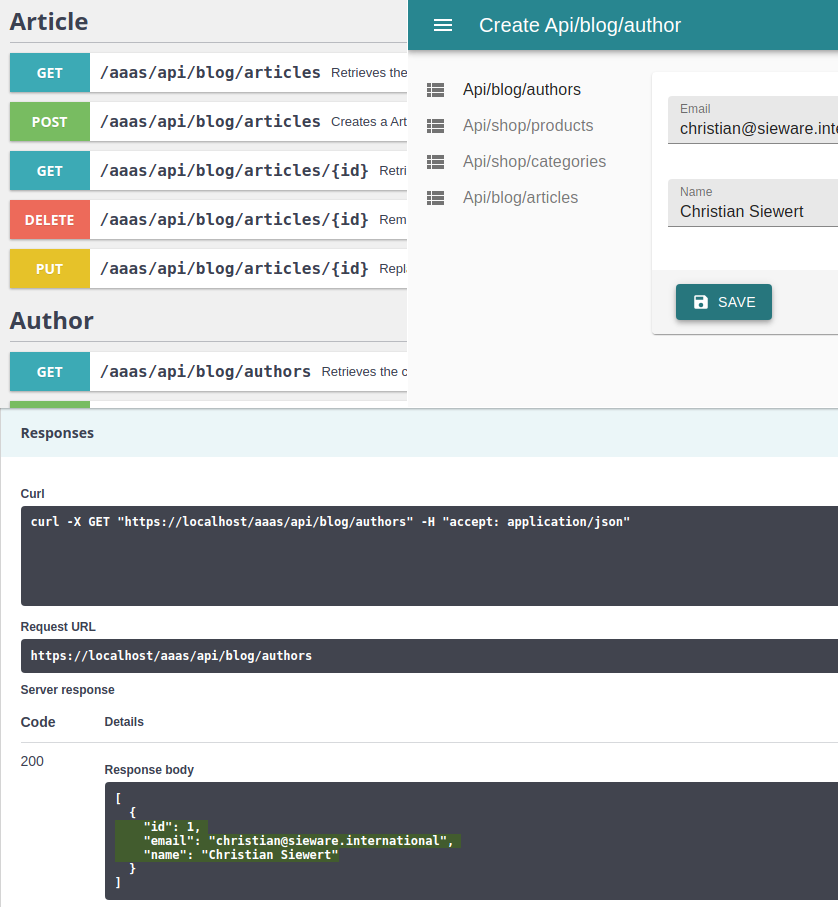 Article
GET /aaas/api/blog/articles Retrieves the
POST /aaas/api/blog/articles Creates a Art
GET /aaas/api/blog/articles/{id} Retri
DELETE /aaas/api/blog/articles/{id} Rem
PUT /aaas/api/blog/articles/{id} Repl
Author
GET /aaas/api/blog/authors Retrieves the c
Create Api/blog/author
Api/blog/authors
Api/shop/products
Api/shop/categories
Api/blog/articles
Email
christian@sieware.inte
Name
Christian Siewert
SAVE
Responses
Curl
curl -X GET "https://localhost/aaas/api/blog/authors" -H "accept: application/json"
Request URL
https://localhost/aaas/api/blog/authors
Server response
Code Details
200
Response body
[
{
"id": 1,
"email": "christian@sieware.international",
"name": "Christian Siewert"
}
]